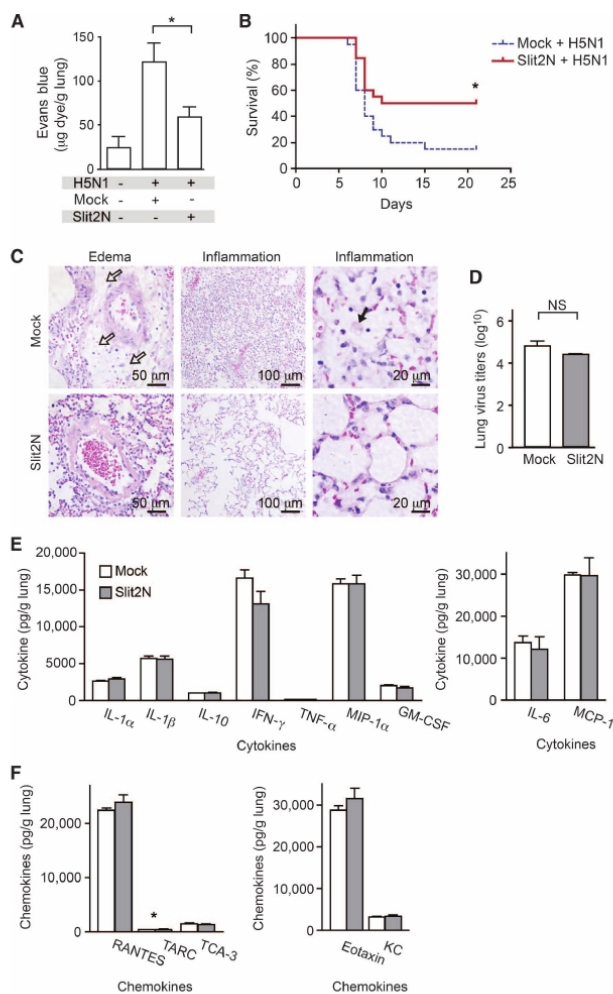 A
*
Evans blue
(µg dye/g lung)
150
100
50
0
H5N1 - + +
Mock - + -
Slit2N - - +
B
Survival (%)
100
80
60
40
20
0 5 10 15 20 25
Days
Mock + H5N1
Slit2N + H5N1
*
C
Edema Inflammation Inflammation
Mock
50 µm 100 µm 20 µm
Slit2N
50 µm 100 µm 20 µm
D
NS
Lung virus titers (log¹⁰)
6
4
2
0
Mock Slit2N
E
Mock
Slit2N
Cytokine (pg/g lung)
20,000
15,000
10,000
5000
0
IL-1α IL-1β IL-10 IFN-γ TNF-α MIP-1α GM-CSF
Cytokines
Cytokine (pg/g lung)
30,000
20,000
10,000
0
IL-6 MCP-1
Cytokines
F
Chemokines (pg/g lung)
20,000
10,000
0
*
RANTES TARC TCA-3
Chemokines
Chemokines (pg/g lung)
30,000
20,000
10,000
0
Eotaxin KC
Chemokines